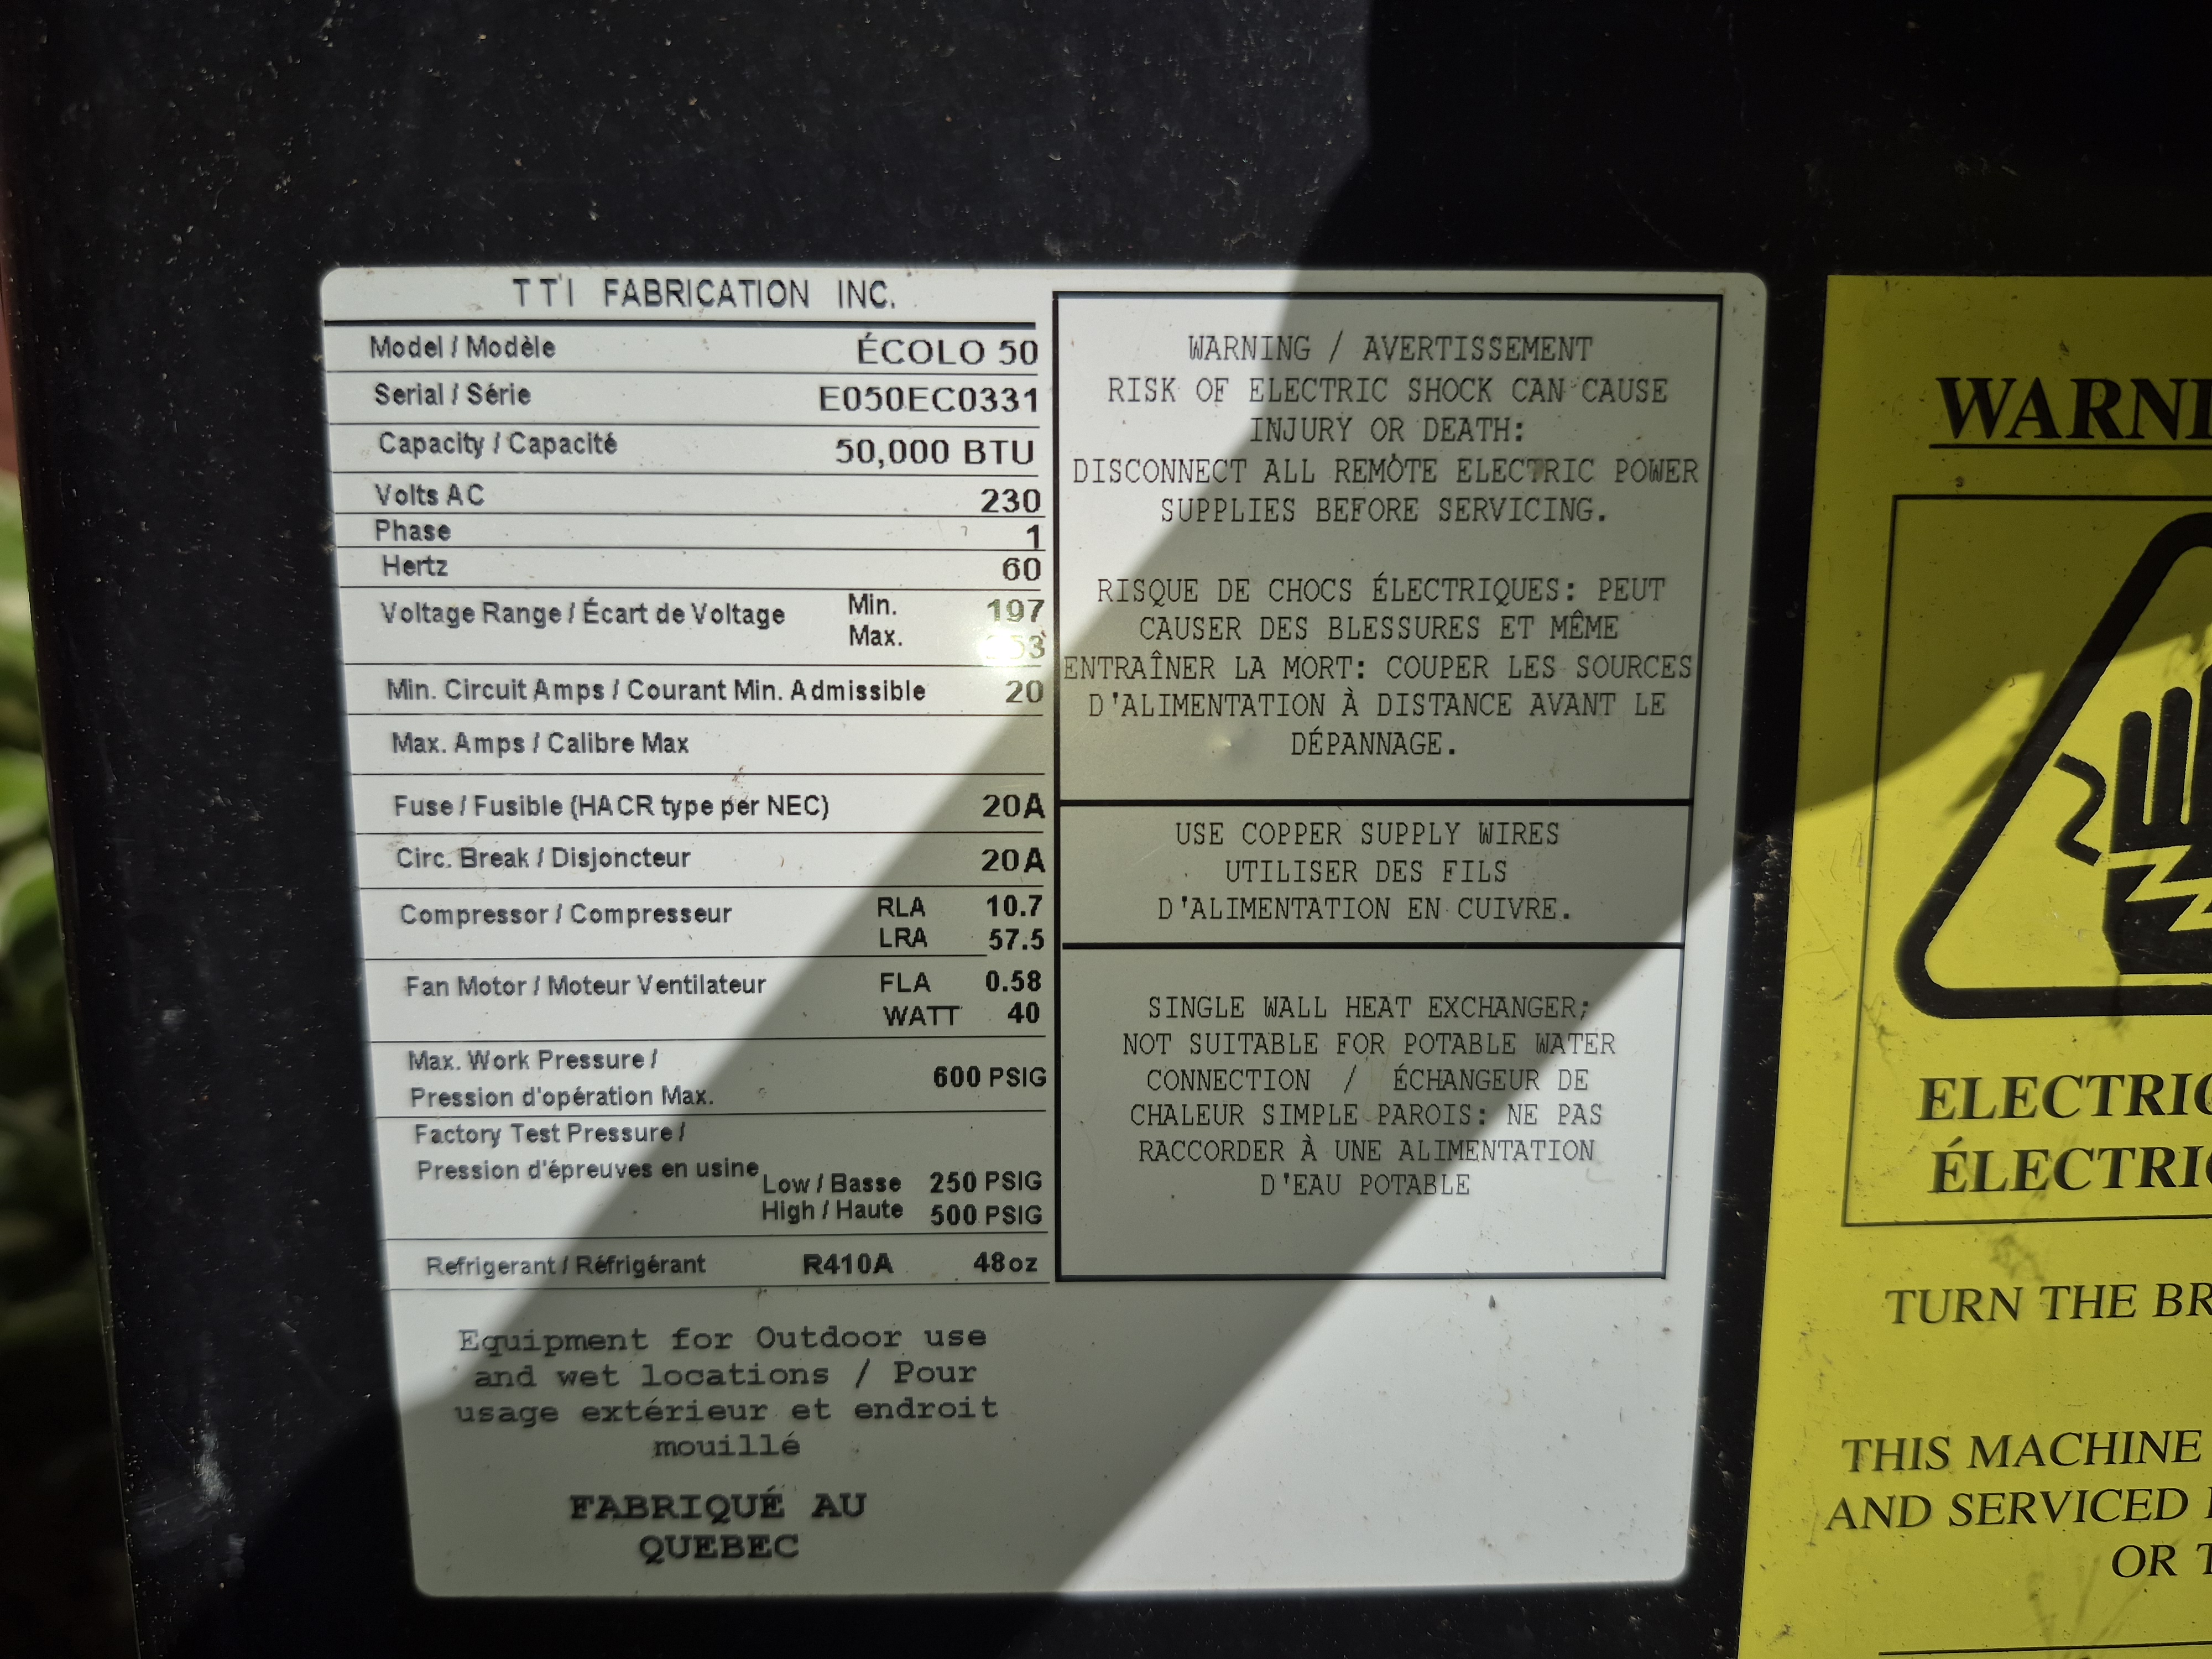 TTI FABRICATION INC.
Model / Modèle ÉCOLO 50
Serial / Série E050EC0331
Capacity / Capacité 50,000 BTU
Volts AC 230
Phase 1
Hertz 60
Voltage Range / Écart de Voltage Min. 197
Max.
Min. Circuit Amps / Courant Min. Admissible 20
Max. Amps / Calibre Max
Fuse / Fusible (HACR type per NEC) 20A
Circ. Break / Disjoncteur 20A
Compressor / Compresseur RLA 10.7
LRA 57.5
Fan Motor / Moteur Ventilateur FLA 0.58
WATT 40
Max. Work Pressure /
Pression d'opération Max. 600 PSIG
Factory Test Pressure /
Pression d'épreuves en usine Low / Basse 250 PSIG
High / Haute 500 PSIG
Refrigerant / Réfrigérant R410A 48oz
Equipment for Outdoor use
and wet locations / Pour
usage extérieur et endroit
mouillé
FABRIQUÉ AU
QUEBEC
WARNING / AVERTISSEMENT
RISK OF ELECTRIC SHOCK CAN CAUSE
INJURY OR DEATH:
DISCONNECT ALL REMOTE ELECTRIC POWER
SUPPLIES BEFORE SERVICING.
RISQUE DE CHOCS ÉLECTRIQUES: PEUT
CAUSER DES BLESSURES ET MÊME
ENTRAÎNER LA MORT: COUPER LES SOURCES
D'ALIMENTATION À DISTANCE AVANT LE
DÉPANNAGE.
USE COPPER SUPPLY WIRES
UTILISER DES FILS
D'ALIMENTATION EN CUIVRE.
SINGLE WALL HEAT EXCHANGER;
NOT SUITABLE FOR POTABLE WATER
CONNECTION / ÉCHANGEUR DE
CHALEUR SIMPLE PAROIS: NE PAS
RACCORDER À UNE ALIMENTATION
D'EAU POTABLE
TURN THE
THIS MACHINE
AND SERVICED
OR